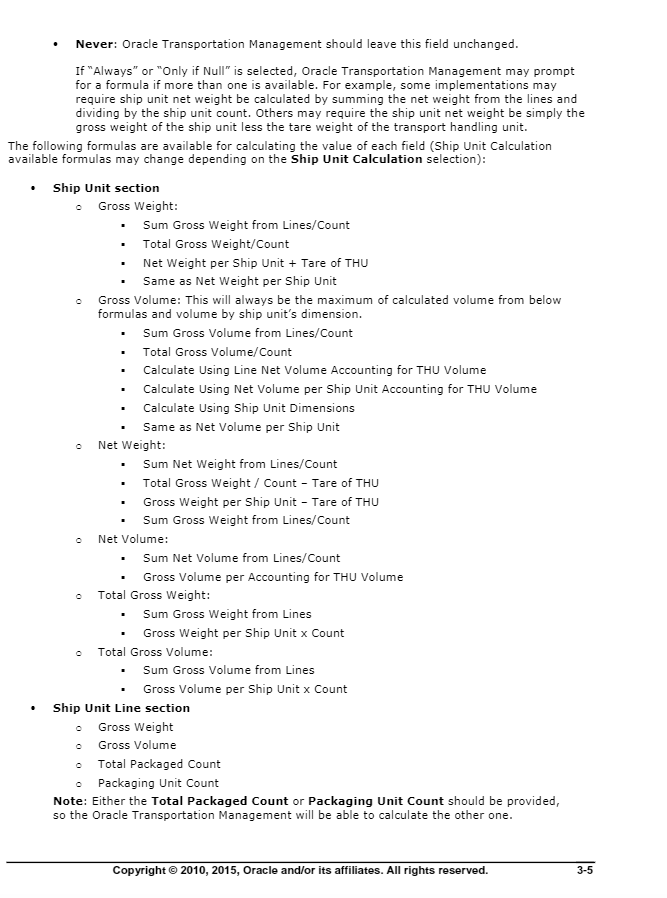 • Never: Oracle Transportation Management should leave this field unchanged.
If “Always” or “Only if Null” is selected, Oracle Transportation Management may prompt
for a formula if more than one is available. For example, some implementations may
require ship unit net weight be calculated by summing the net weight from the lines and
dividing by the ship unit count. Others may require the ship unit net weight be simply the
gross weight of the ship unit less the tare weight of the transport handling unit.
The following formulas are available for calculating the value of each field (Ship Unit Calculation
available formulas may change depending on the Ship Unit Calculation selection):
• Ship Unit section
o Gross Weight:
▪ Sum Gross Weight from Lines/Count
▪ Total Gross Weight/Count
▪ Net Weight per Ship Unit + Tare of THU
▪ Same as Net Weight per Ship Unit
o Gross Volume: This will always be the maximum of calculated volume from below
formulas and volume by ship unit’s dimension.
▪ Sum Gross Volume from Lines/Count
▪ Total Gross Volume/Count
▪ Calculate Using Line Net Volume Accounting for THU Volume
▪ Calculate Using Net Volume per Ship Unit Accounting for THU Volume
▪ Calculate Using Ship Unit Dimensions
▪ Same as Net Volume per Ship Unit
o Net Weight:
▪ Sum Net Weight from Lines/Count
▪ Total Gross Weight / Count – Tare of THU
▪ Gross Weight per Ship Unit – Tare of THU
▪ Sum Gross Weight from Lines/Count
o Net Volume:
▪ Sum Net Volume from Lines/Count
▪ Gross Volume per Accounting for THU Volume
o Total Gross Weight:
▪ Sum Gross Weight from Lines
▪ Gross Weight per Ship Unit x Count
o Total Gross Volume:
▪ Sum Gross Volume from Lines
▪ Gross Volume per Ship Unit x Count
• Ship Unit Line section
o Gross Weight
o Gross Volume
o Total Packaged Count
o Packaging Unit Count
Note: Either the Total Packaged Count or Packaging Unit Count should be provided,
so the Oracle Transportation Management will be able to calculate the other one.
Copyright © 2010, 2015, Oracle and/or its affiliates. All rights reserved. 3-5